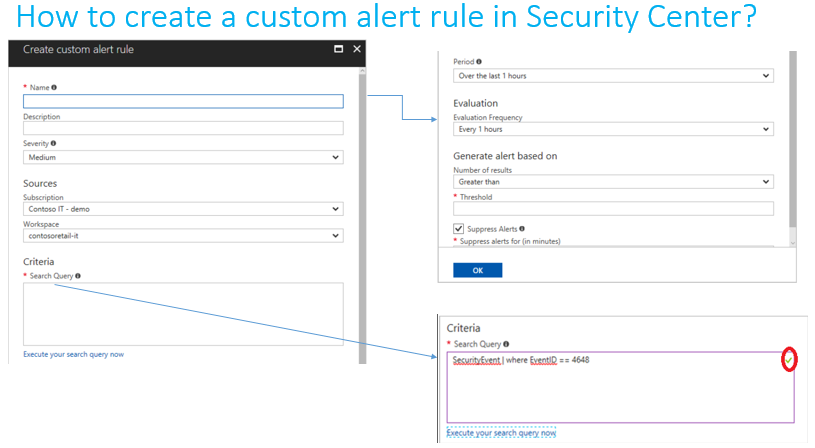 How to create a custom alert rule in Security Center?
Create custom alert rule
* Name
Description
Severity
Medium
Sources
Subscription
Contoso IT - demo
Workspace
contosoretail-it
Criteria
* Search Query
Execute your search query now
Period
Over the last 1 hours
Evaluation
Evaluation Frequency
Every 1 hours
Generate alert based on
Number of results
Greater than
* Threshold
Suppress Alerts
* Suppress alerts for (in minutes)
OK
Criteria
* Search Query
SecurityEvent | where EventID == 4648
Execute your search query now